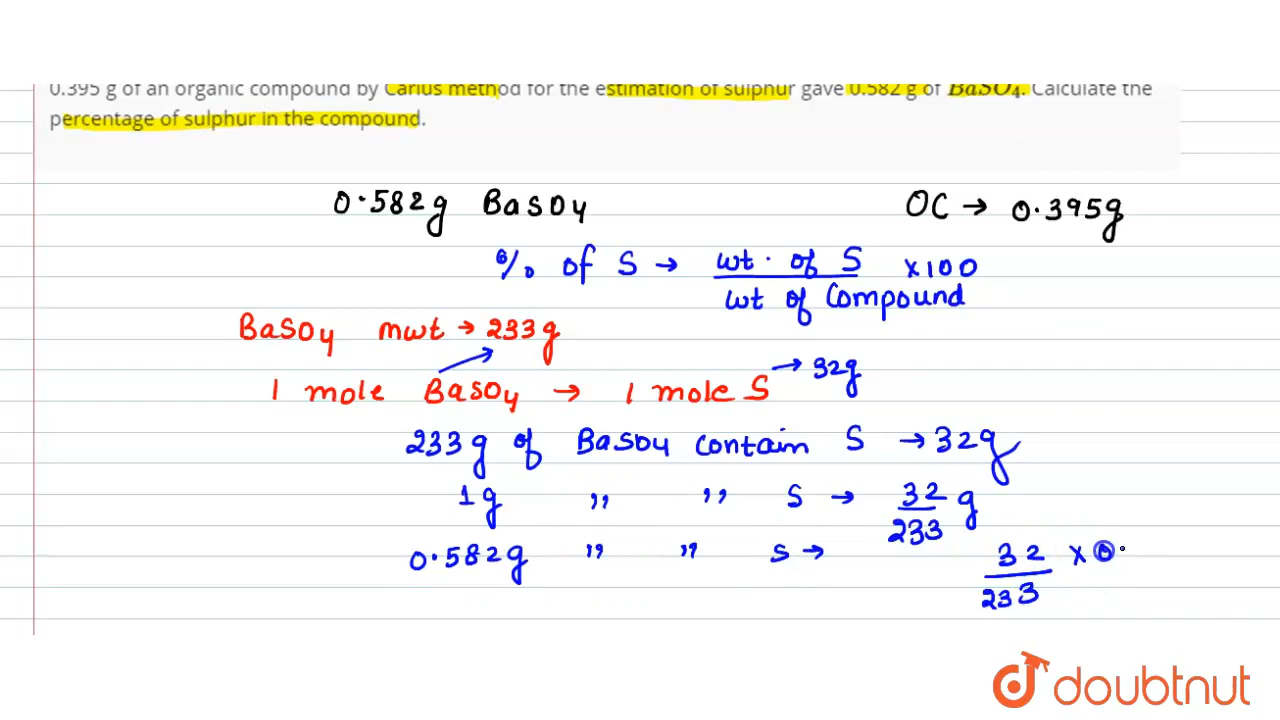 0.395 g of an organic compound by Carius method for the estimation of sulphur gave 0.582 g of BaSO4. Calculate the
percentage of sulphur in the compound.
0.582g BaSO4 OC → 0.395g
% of S → wt. of S / wt of Compound ×100
BaSO4 mwt → 233g
1 mole BaSO4 → 1 mole S → 32g
233g of BaSO4 contain S → 32g
1g ,, ,, S → 32/233 g
0.582g ,, ,, S → 32/233 × 0.
doubtnut